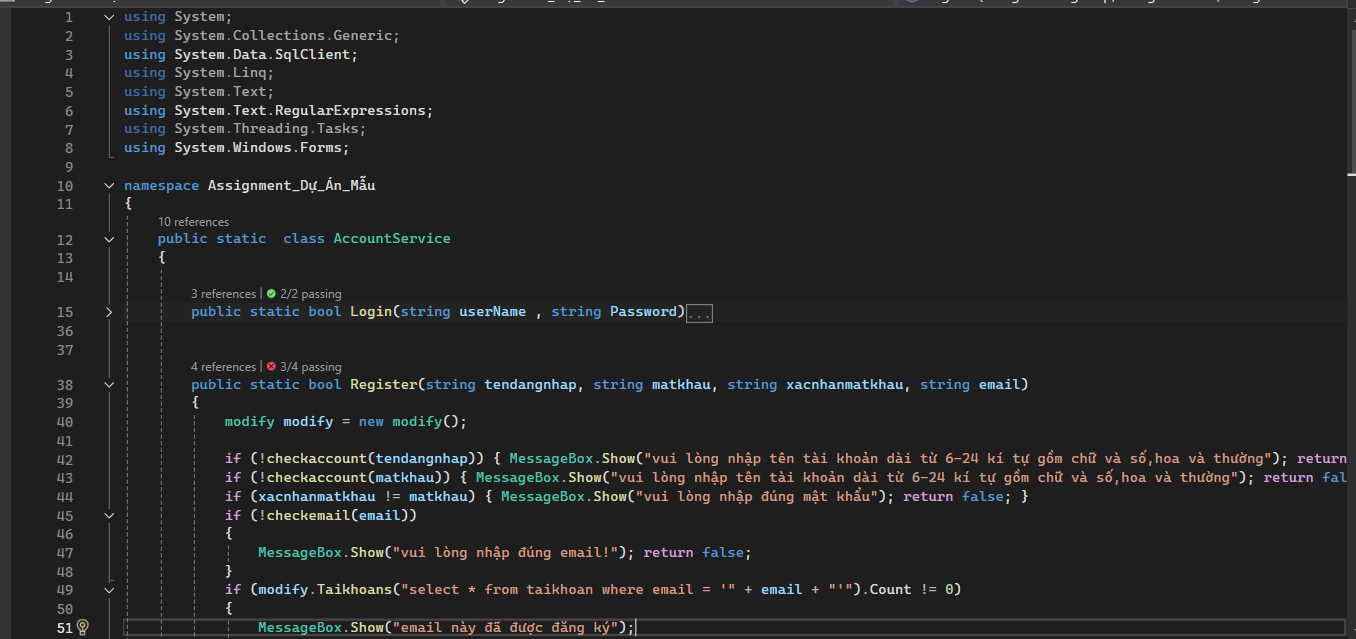 1 using System;
2 using System.Collections.Generic;
3 using System.Data.SqlClient;
4 using System.Linq;
5 using System.Text;
6 using System.Text.RegularExpressions;
7 using System.Threading.Tasks;
8 using System.Windows.Forms;
9
10 namespace Assignment_Dự_Án_Mẫu
11 {
10 references
12 public static  class AccountService
13 {
14
3 references | 2/2 passing
15 public static bool Login(string userName , string Password)...
36
37
4 references | 3/4 passing
38 public static bool Register(string tendangnhap, string matkhau, string xacnhanmatkhau, string email)
39 {
40 modify modify = new modify();
41
42 if (!checkaccount(tendangnhap)) { MessageBox.Show("vui lòng nhập tên tài khoản dài từ 6-24 kí tự gồm chữ và số,hoa và thường"); return
43 if (!checkaccount(matkhau)) { MessageBox.Show("vui lòng nhập tên tài khoản dài từ 6-24 kí tự gồm chữ và số,hoa và thường"); return fal
44 if (xacnhanmatkhau != matkhau) { MessageBox.Show("vui lòng nhập đúng mật khẩu"); return false; }
45 if (!checkemail(email))
46 {
47 MessageBox.Show("vui lòng nhập đúng email!"); return false;
48 }
49 if (modify.Taikhoans("select * from taikhoan where email = '" + email + "'").Count != 0)
50 {
51 MessageBox.Show("email này đã được đăng ký");